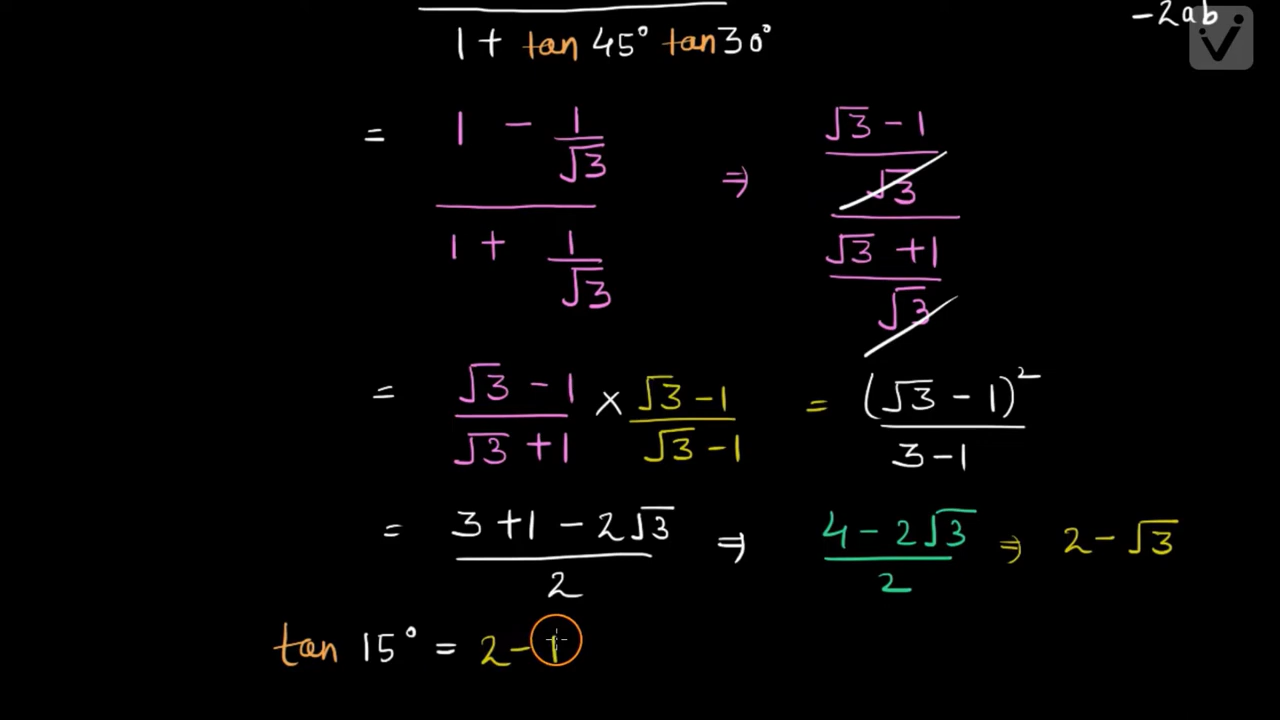 -2ab
1 + tan 45° tan 30°
= 1 - 1/√3 ⇒ √3 - 1
√3
1 + 1/√3 √3 + 1
√3
= √3 - 1 / √3 + 1 × √3 - 1 / √3 - 1 = (√3 - 1)² / 3 - 1
= 3 + 1 - 2√3 / 2 ⇒ 4 - 2√3 / 2 ⇒ 2 - √3
tan 15° = 2 -